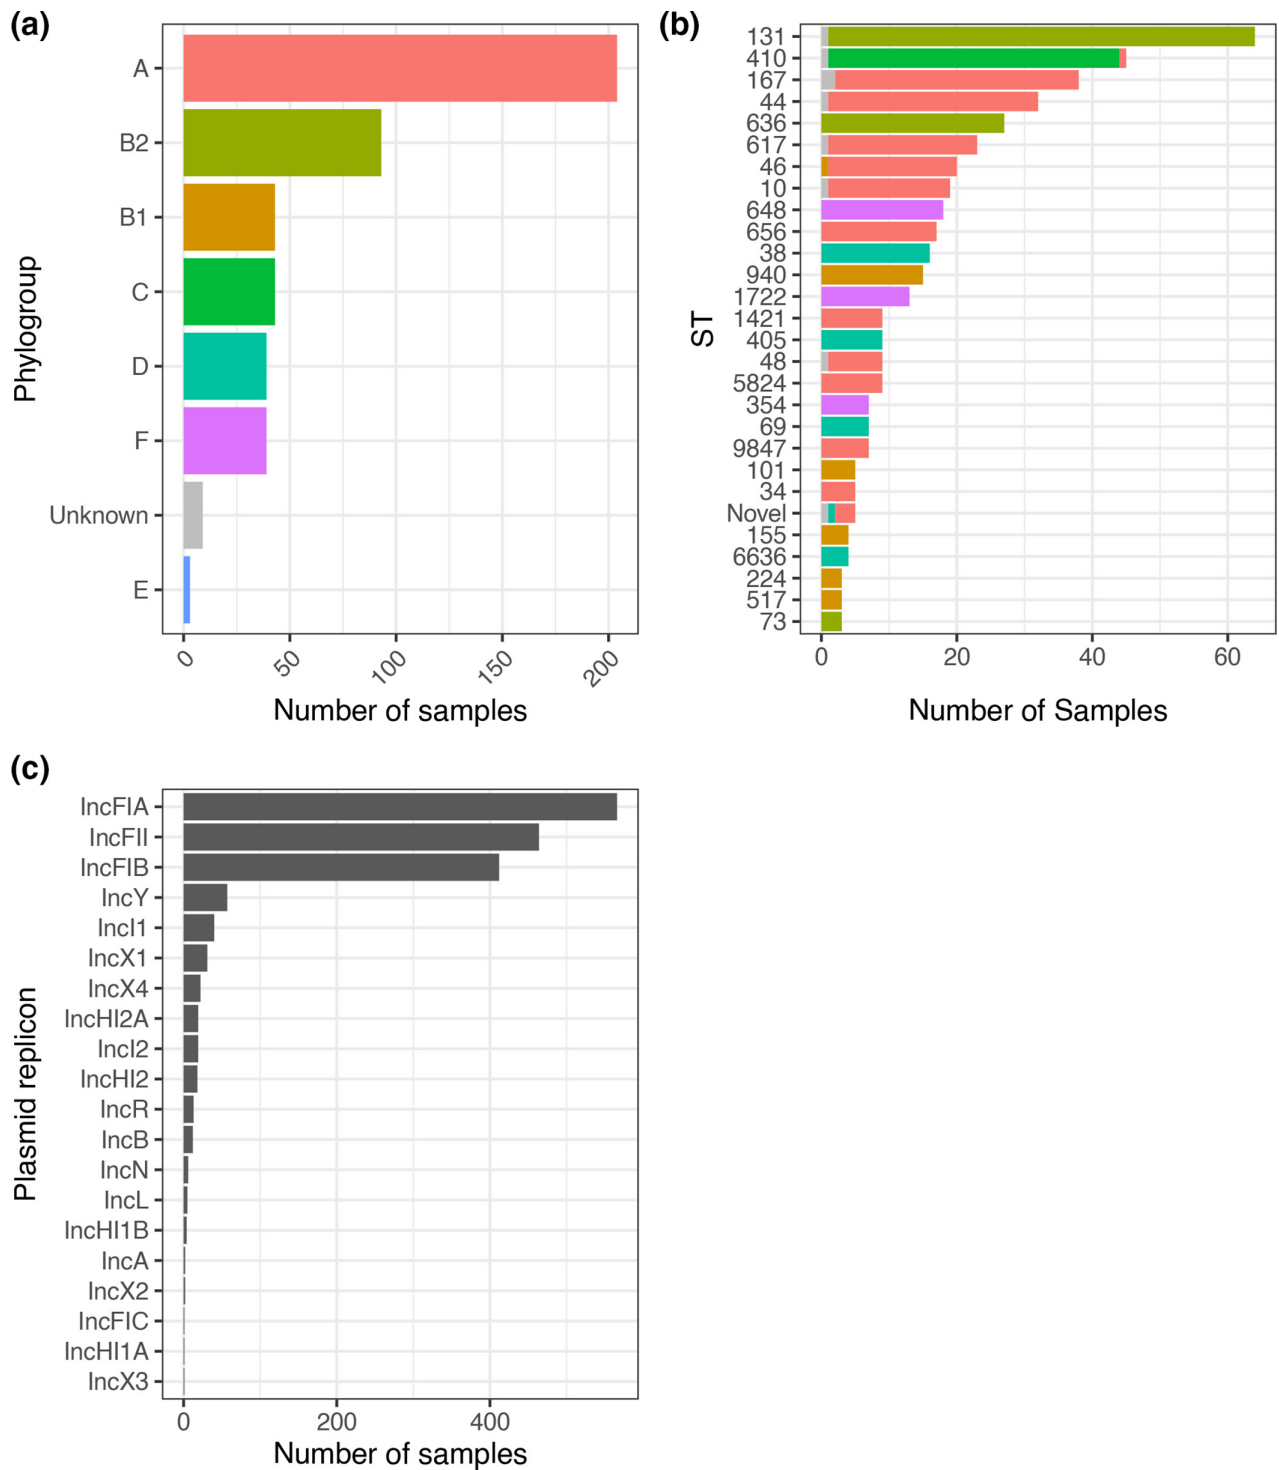 (a)
A
B2
B1
C
D
F
Unknown
E
Phylogroup
0 50 100 150 200
Number of samples
(b)
131
410
167
44
636
617
46
10
648
656
38
940
1722
1421
405
48
5824
354
69
9847
101
34
Novel
155
6636
224
517
73
ST
0 20 40 60
Number of Samples
(c)
IncFIA
IncFII
IncFIB
IncY
IncI1
IncX1
IncX4
IncHI2A
IncI2
IncHI2
IncR
IncB
IncN
IncL
IncHI1B
IncA
IncX2
IncFIC
IncHI1A
IncX3
Plasmid replicon
0 200 400
Number of samples